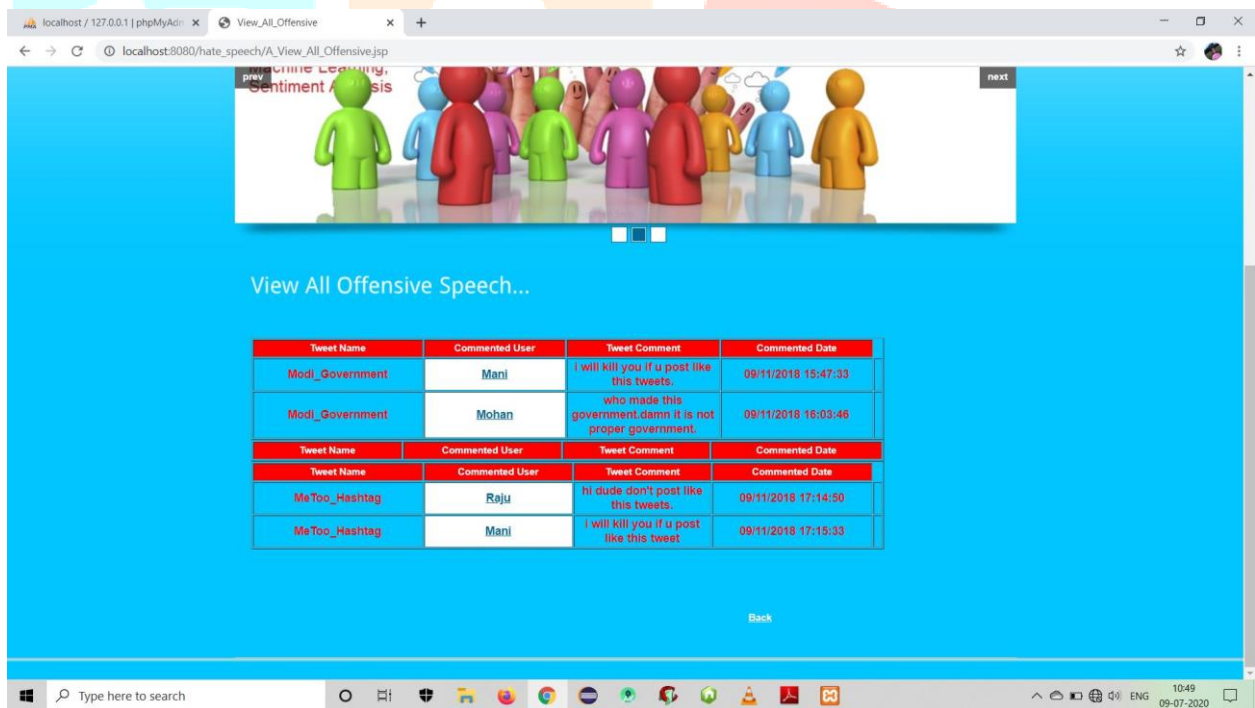 localhost / 127.0.0.1 | phpMyAdm
View_All_Offensive
localhost:8080/hate_speech/A_View_All_Offensive.jsp
Machine Learning,
prev
next
Sentiment
sis
View All Offensive Speech...
Tweet Name Commented User Tweet Comment Commented Date
Modi_Government Mani i will kill you if u post like
this tweets. 09/11/2018 15:47:33
Modi_Government Mohan who made this
government.damn it is not
proper government. 09/11/2018 16:03:46
Tweet Name Commented User Tweet Comment Commented Date
Tweet Name Commented User Tweet Comment Commented Date
MeToo_Hashtag Raju hi dude don't post like
this tweets. 09/11/2018 17:14:50
MeToo_Hashtag Mani i will kill you if u post
like this tweet 09/11/2018 17:15:33
Back
Type here to search
ENG
10:49
09-07-2020